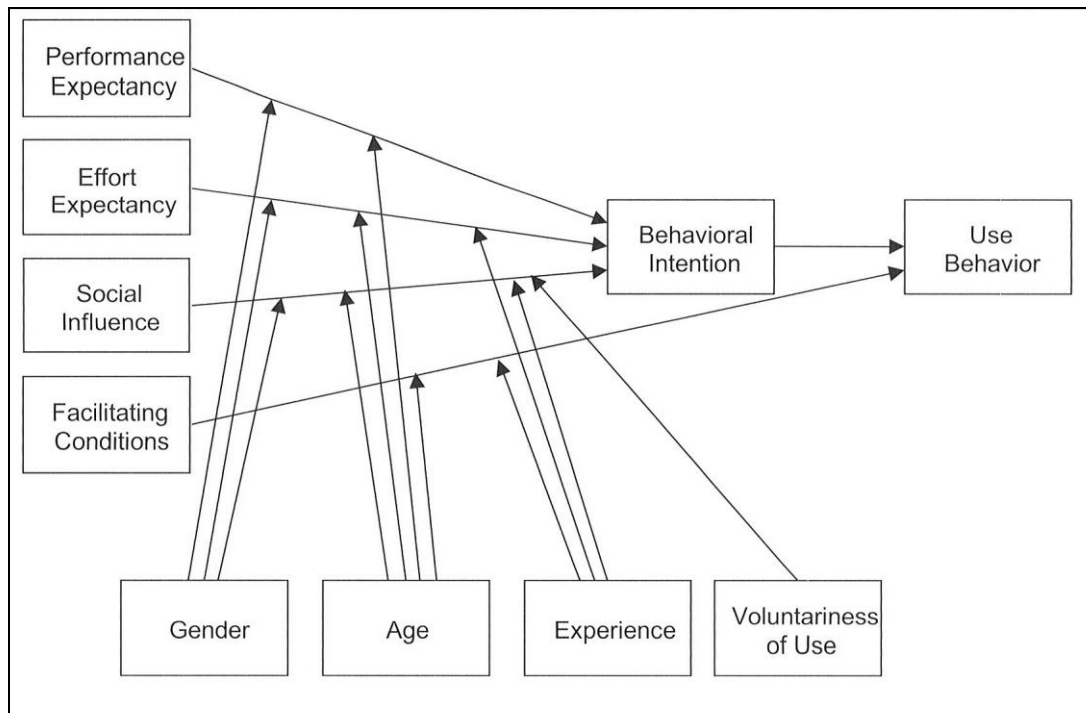 Performance
Expectancy
Effort
Expectancy
Social
Influence
Facilitating
Conditions
Behavioral
Intention
Use
Behavior
Gender
Age
Experience
Voluntariness
of Use